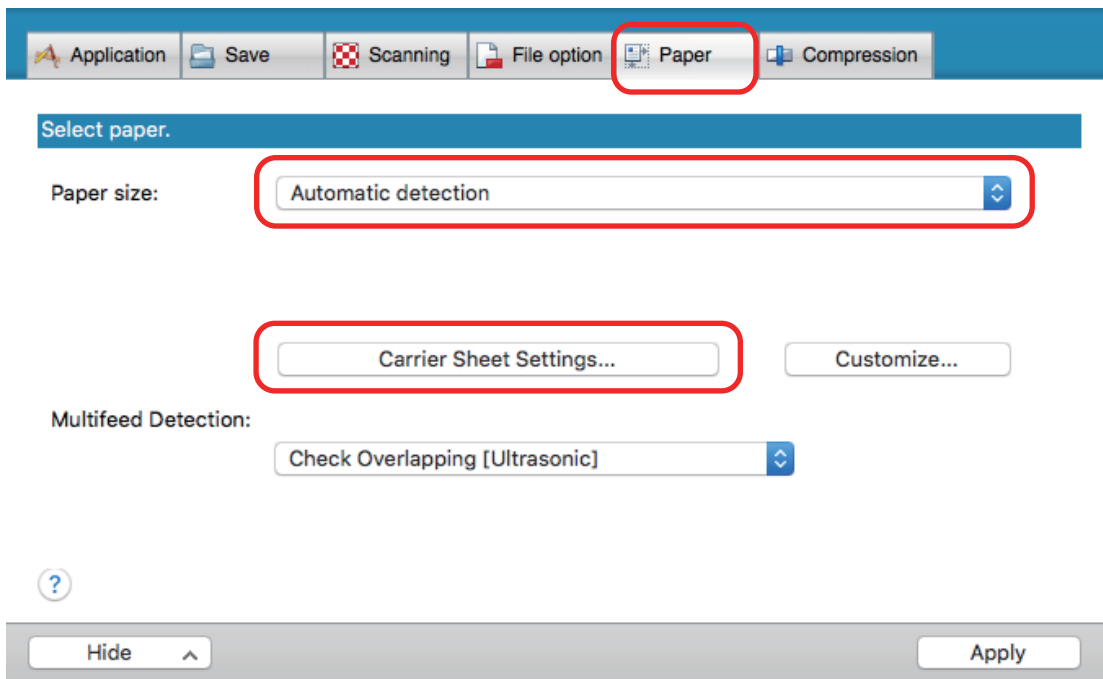 Application Save Scanning File option Paper Compression
Select paper.
Paper size: Automatic detection
Carrier Sheet Settings... Customize...
Multifeed Detection:
Check Overlapping [Ultrasonic]
?
Hide Apply